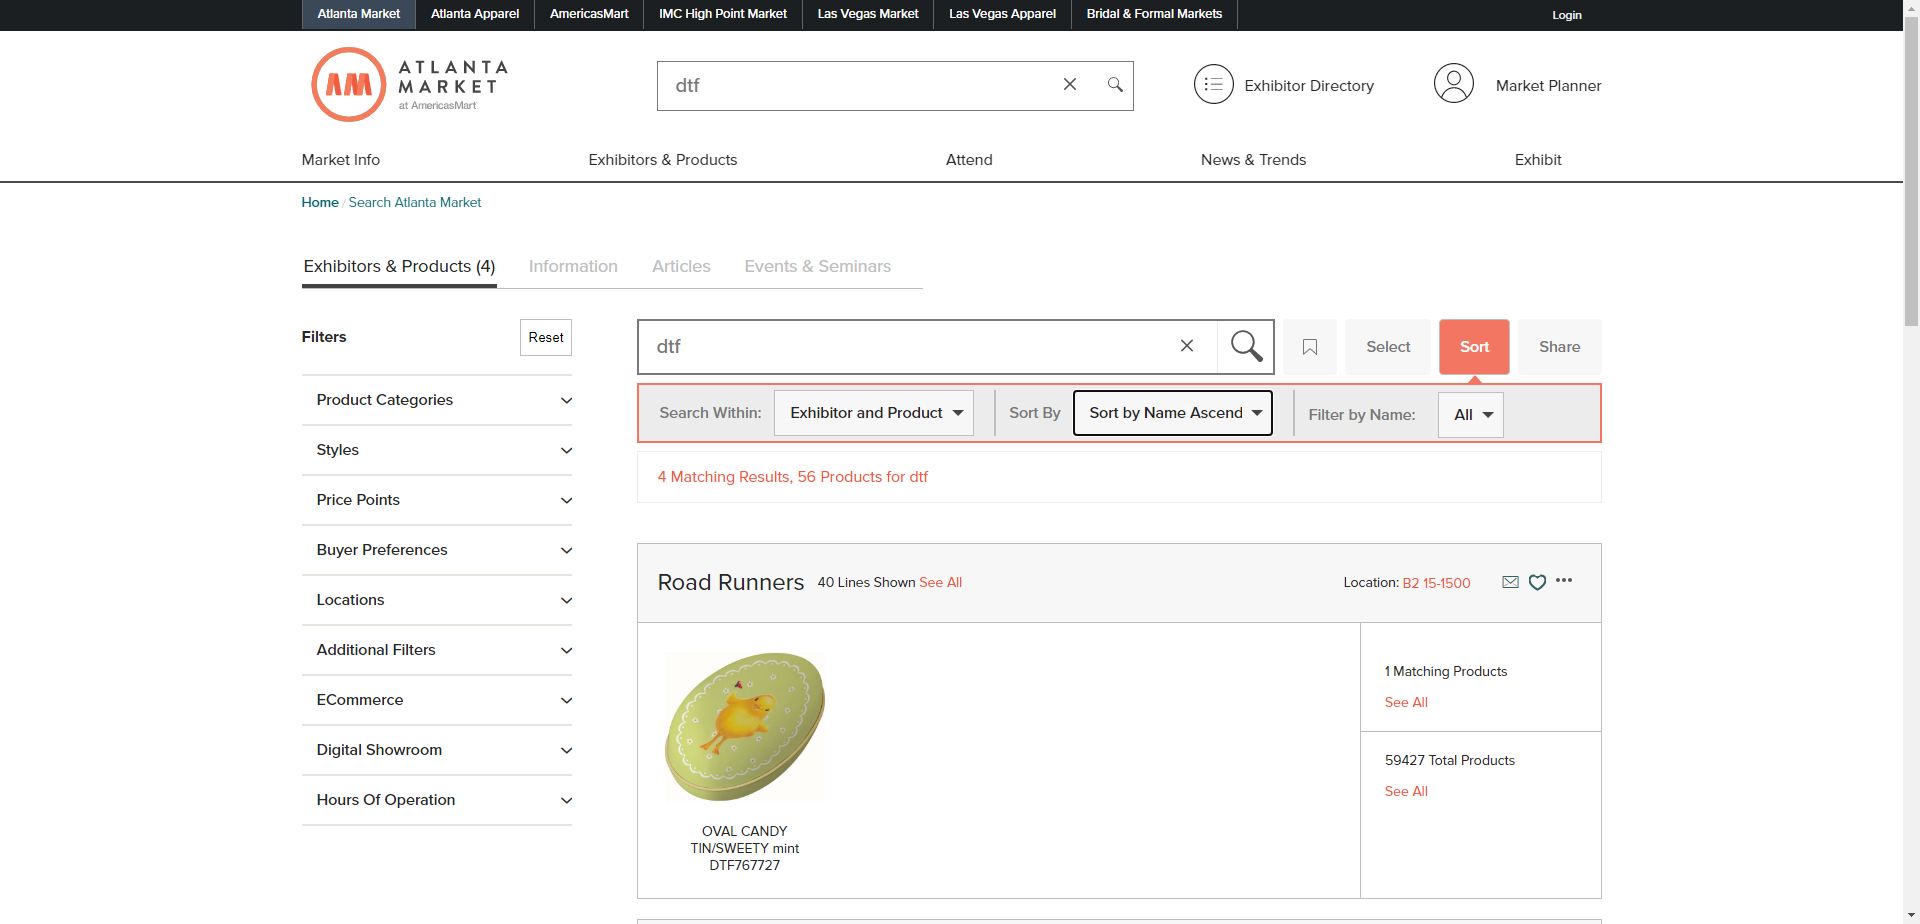 Atlanta Market
Atlanta Apparel
AmericasMart
IMC High Point Market
Las Vegas Market
Las Vegas Apparel
Bridal & Formal Markets
Login
AM
ATLANTA
MARKET
at AmericasMart
dtf
Exhibitor Directory
Market Planner
Market Info
Exhibitors & Products
Attend
News & Trends
Exhibit
Home / Search Atlanta Market
Exhibitors & Products (4)
Information
Articles
Events & Seminars
Filters
Reset
dtf
Select
Sort
Share
Search Within:
Exhibitor and Product
Sort By
Sort by Name Ascend
Filter by Name:
All
4 Matching Results, 56 Products for dtf
Product Categories
Styles
Price Points
Buyer Preferences
Locations
Additional Filters
ECommerce
Digital Showroom
Hours Of Operation
Road Runners
40 Lines Shown See All
Location: B2 15-1500
OVAL CANDY
TIN/SWEETY mint
DTF767727
1 Matching Products
See All
59427 Total Products
See All